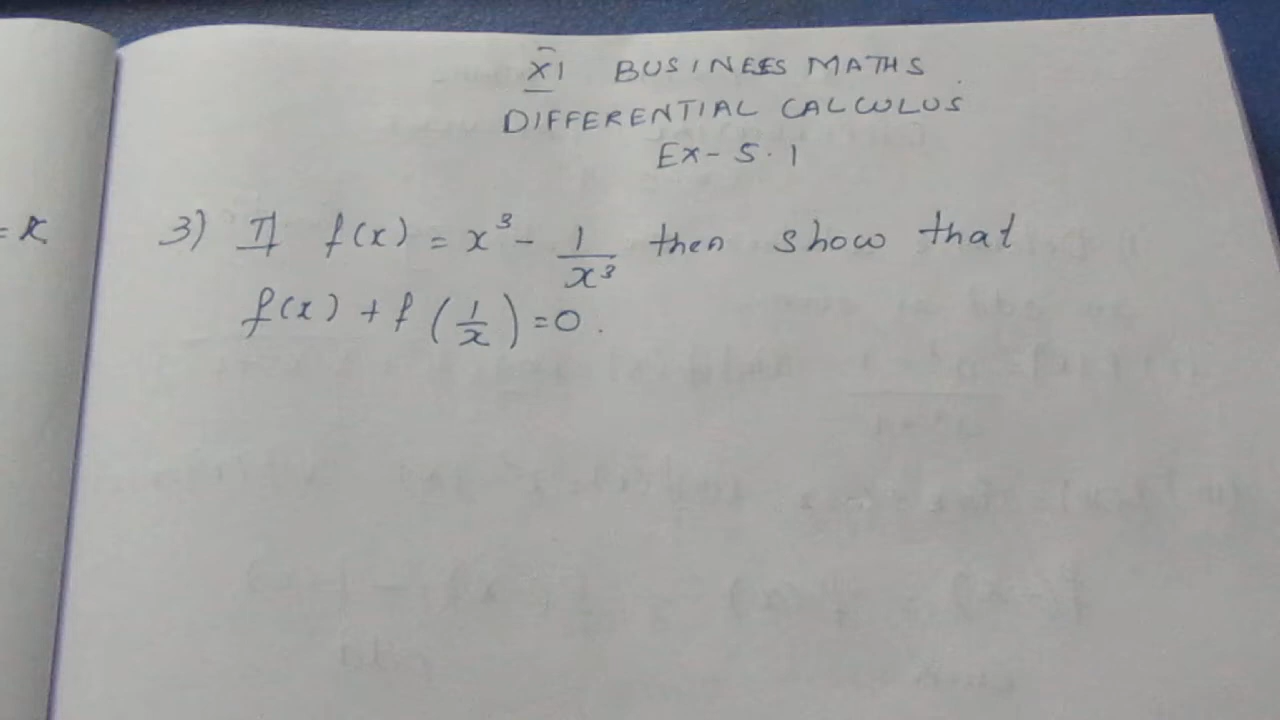 XI BUSINESS MATHS
DIFFERENTIAL CALCULUS
Ex- 5.1
= x
3) If f(x) = x³ - 1/x³ then show that
f(x) + f(1/x) = 0.